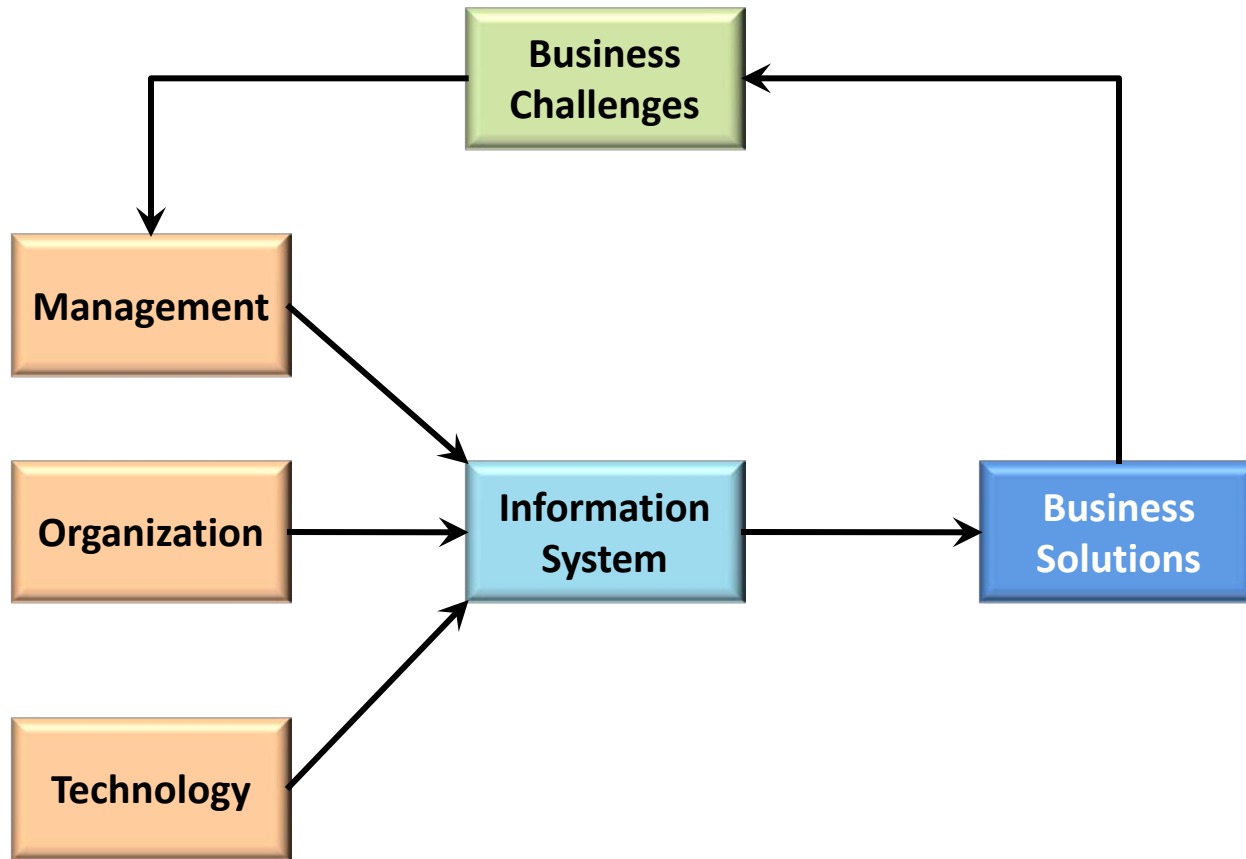 Business
Challenges
Management
Organization
Information
System
Business
Solutions
Technology